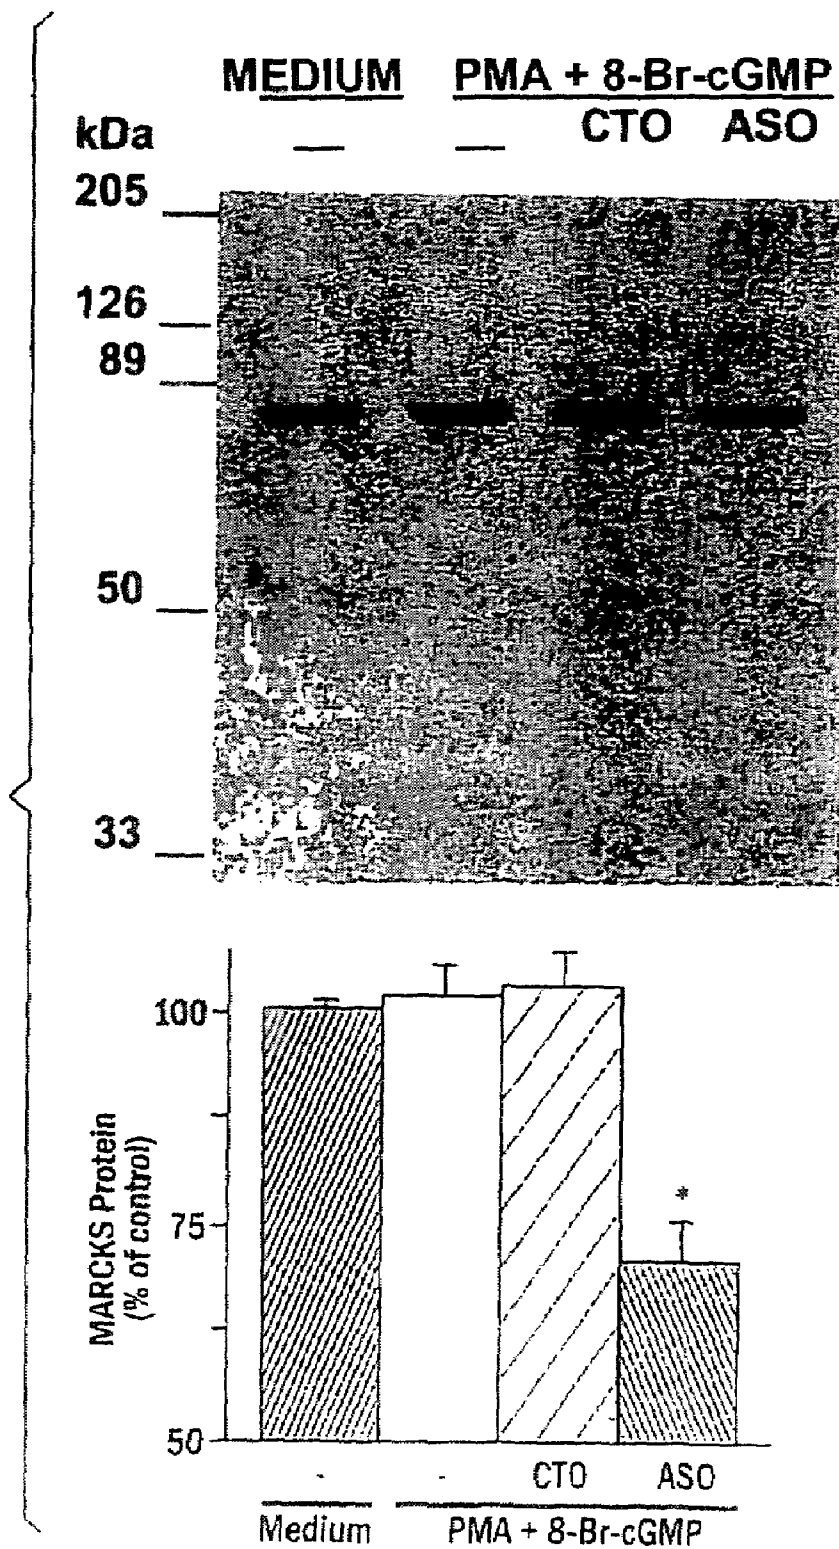 MEDIUM PMA + 8-Br-cGMP
kDa — — CTO ASO
205
126
89
50
33
100
75
50
MARCKS Protein
(% of control)
*
- - CTO ASO
Medium PMA + 8-Br-cGMP